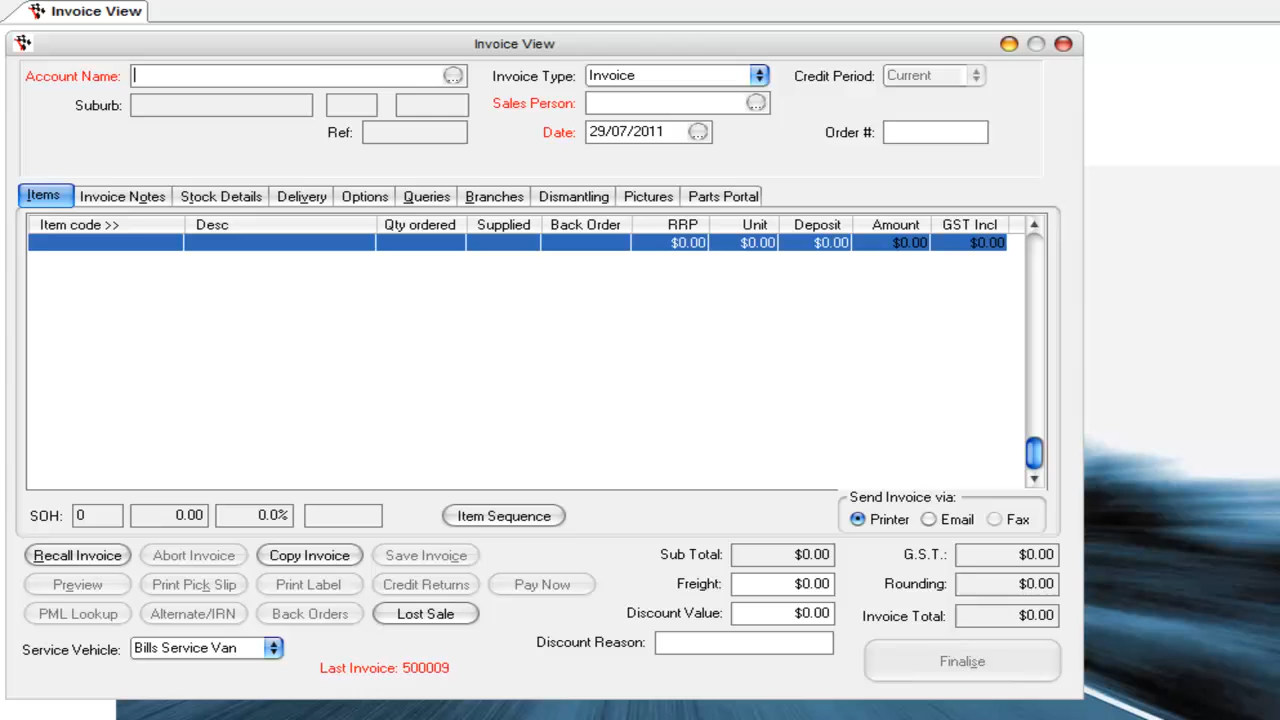 Invoice View
Invoice View
Account Name: Invoice Type: Invoice Credit Period: Current
Suburb: Sales Person:
Ref: Date: 29/07/2011 Order #:
Items Invoice Notes Stock Details Delivery Options Queries Branches Dismantling Pictures Parts Portal
Item code >> Desc Qty ordered Supplied Back Order RRP Unit Deposit Amount GST Incl
$0.00 $0.00 $0.00 $0.00 $0.00
Send Invoice via:
SOH: 0 0.00 0.0% Item Sequence Printer Email Fax
Recall Invoice Abort Invoice Copy Invoice Save Invoice Sub Total: $0.00 G.S.T.: $0.00
Preview Print Pick Slip Print Label Credit Returns Pay Now Freight: $0.00 Rounding: $0.00
PML Lookup Alternate/IRN Back Orders Lost Sale Discount Value: $0.00 Invoice Total: $0.00
Service Vehicle: Bills Service Van Discount Reason:
Last Invoice: 500009 Finalise